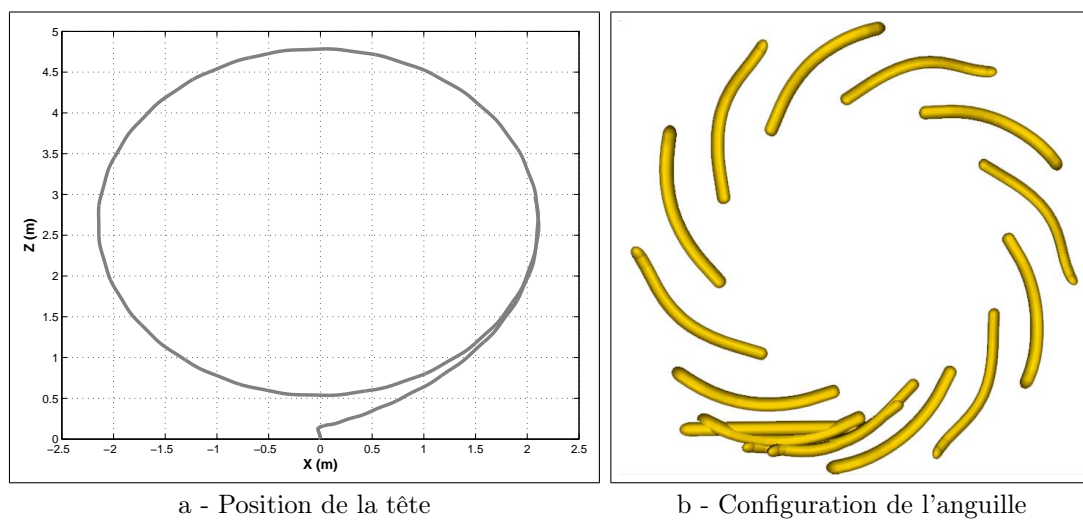 5
4.5
4
3.5
3
2.5
2
1.5
1
0.5
0
Z (m)
−2.5 −2 −1.5 −1 −0.5 0 0.5 1 1.5 2 2.5
X (m)
a - Position de la tête
b - Configuration de l'anguille